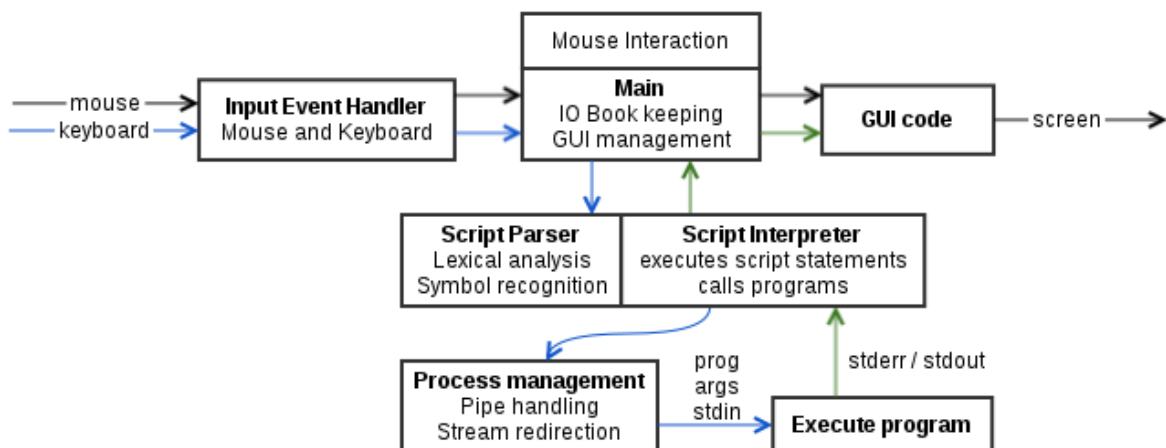 Mouse Interaction
mouse
keyboard
Input Event Handler
Mouse and Keyboard
Main
IO Book keeping
GUI management
GUI code
screen
Script Parser
Lexical analysis
Symbol recognition
Script Interpreter
executes script statements
calls programs
Process management
Pipe handling
Stream redirection
prog
args
stdin
stderr / stdout
Execute program